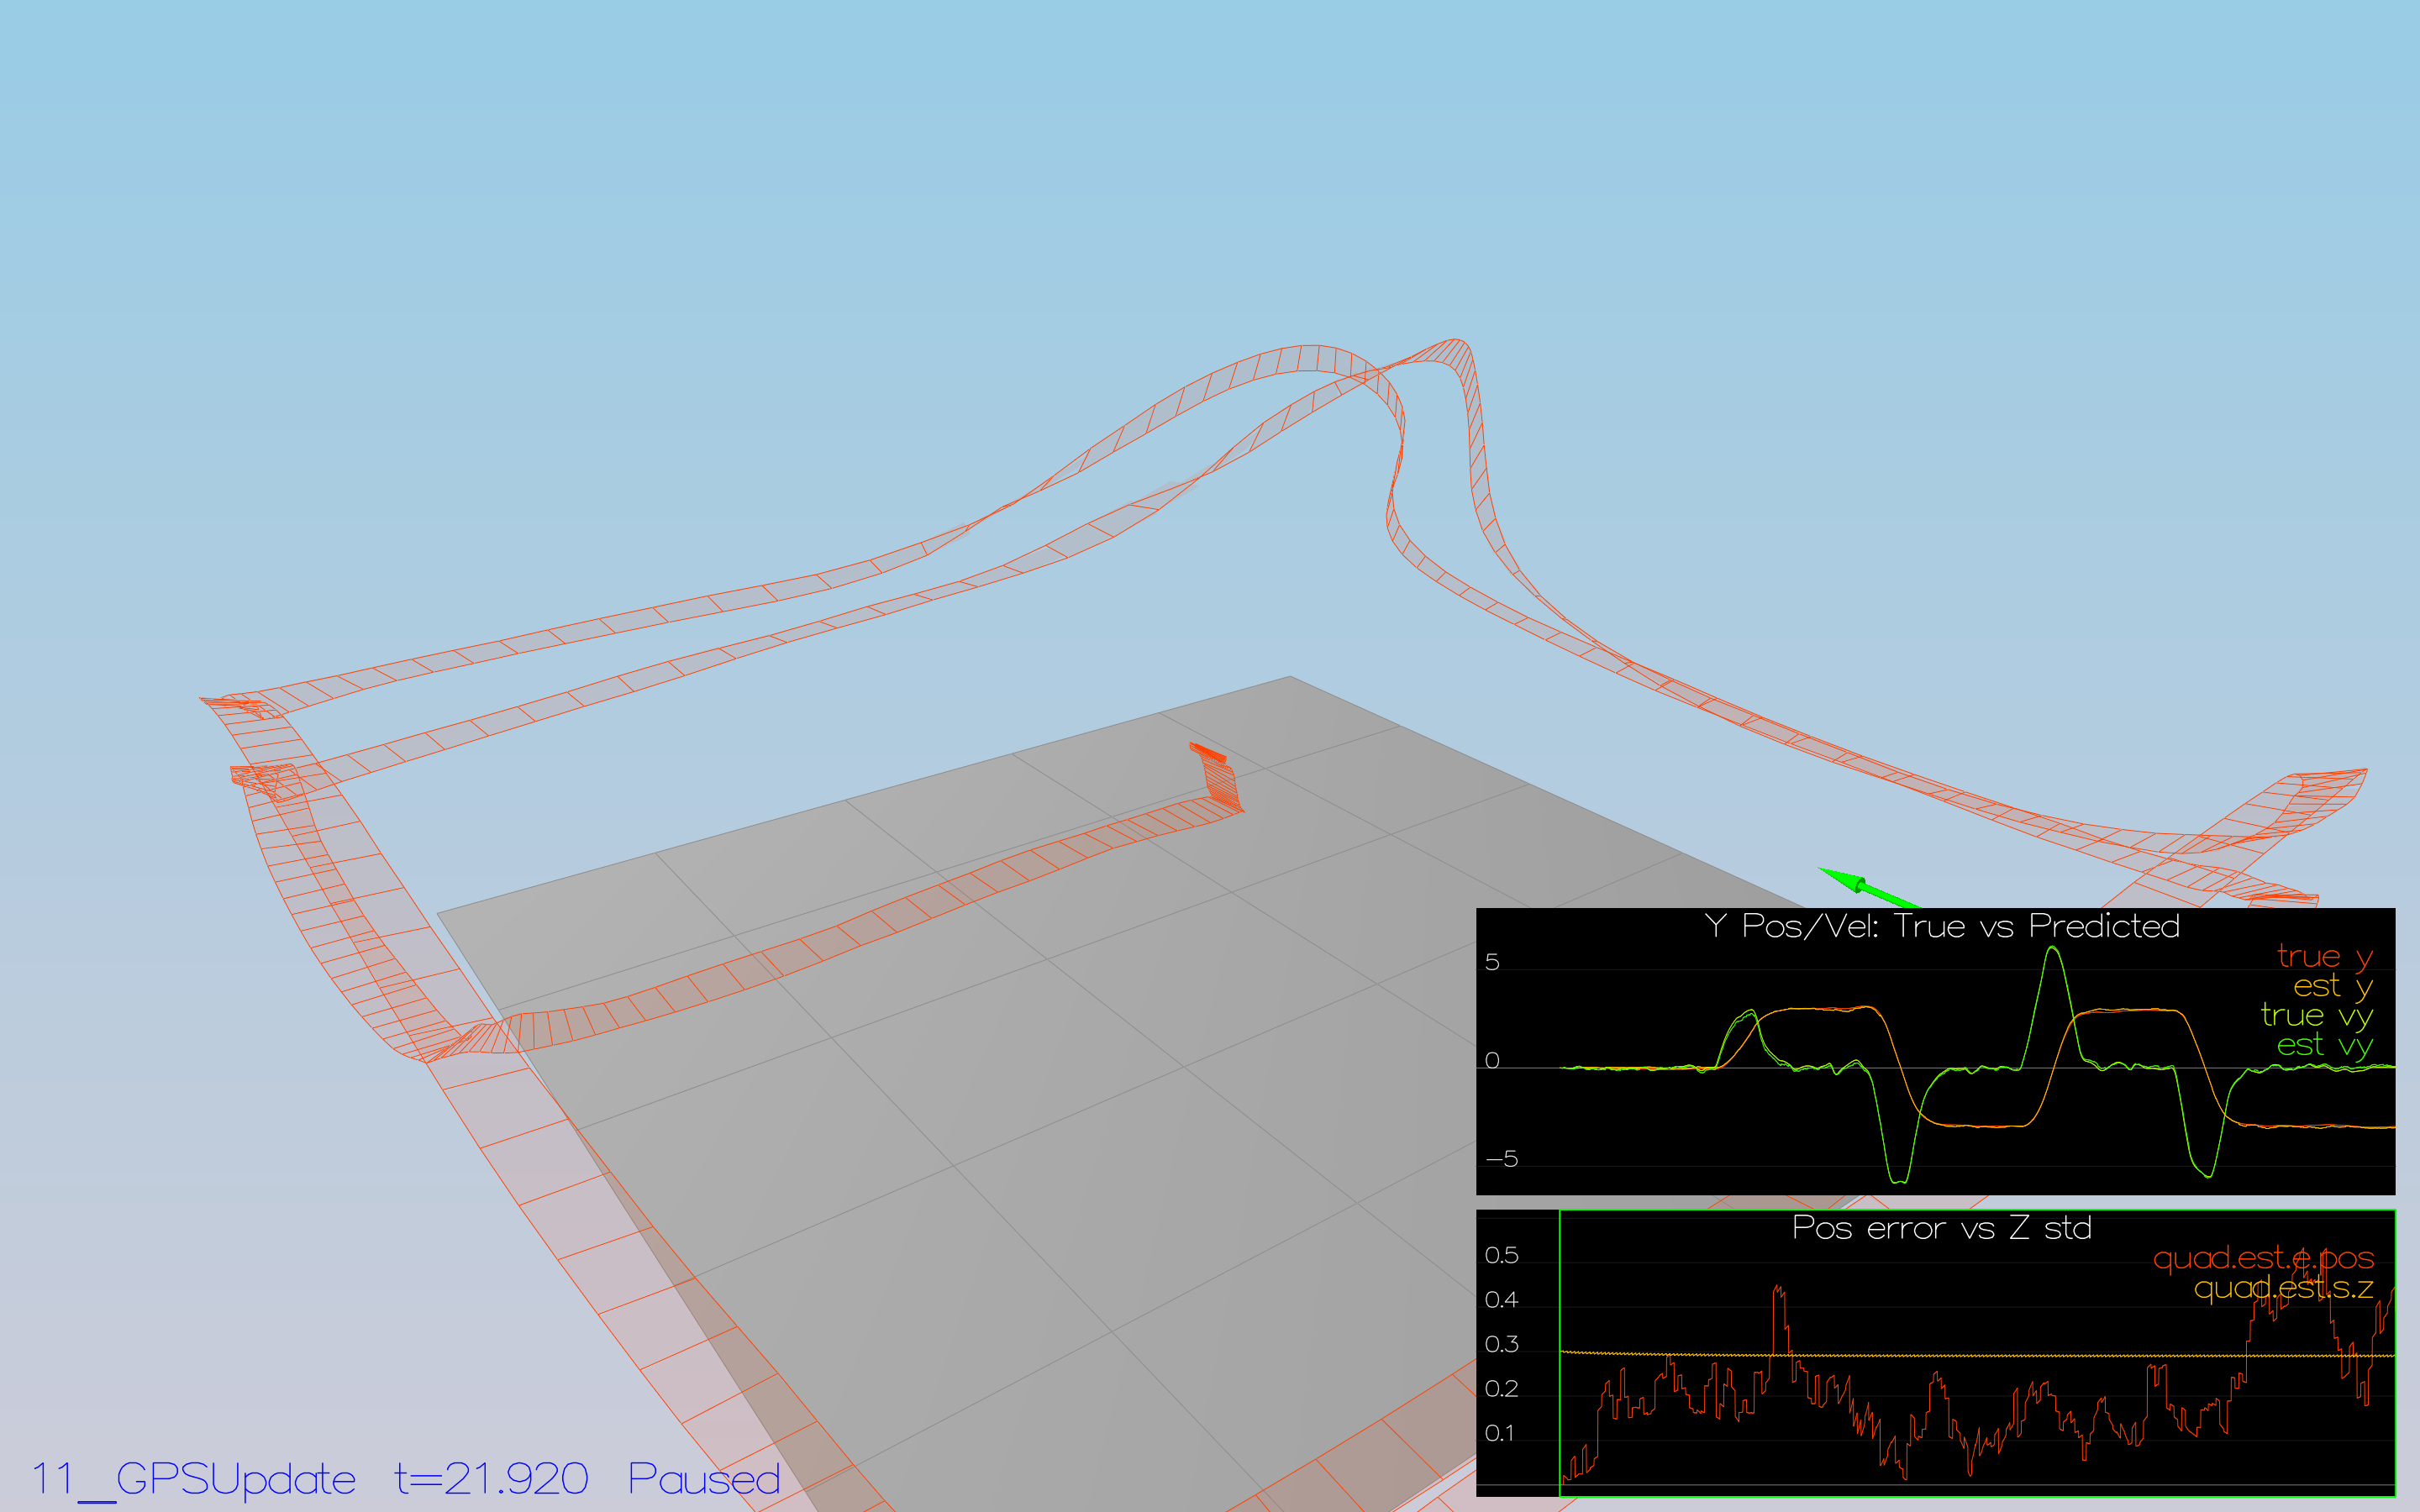 Y Pos/Vel: True vs Predicted
5
0
−5
true y
est y
true vy
est vy
Pos error vs Z std
0.5
0.4
0.3
0.2
0.1
quad.est.e.pos
quad.est.s.z
11__GPSUpdate t=21.920 Paused